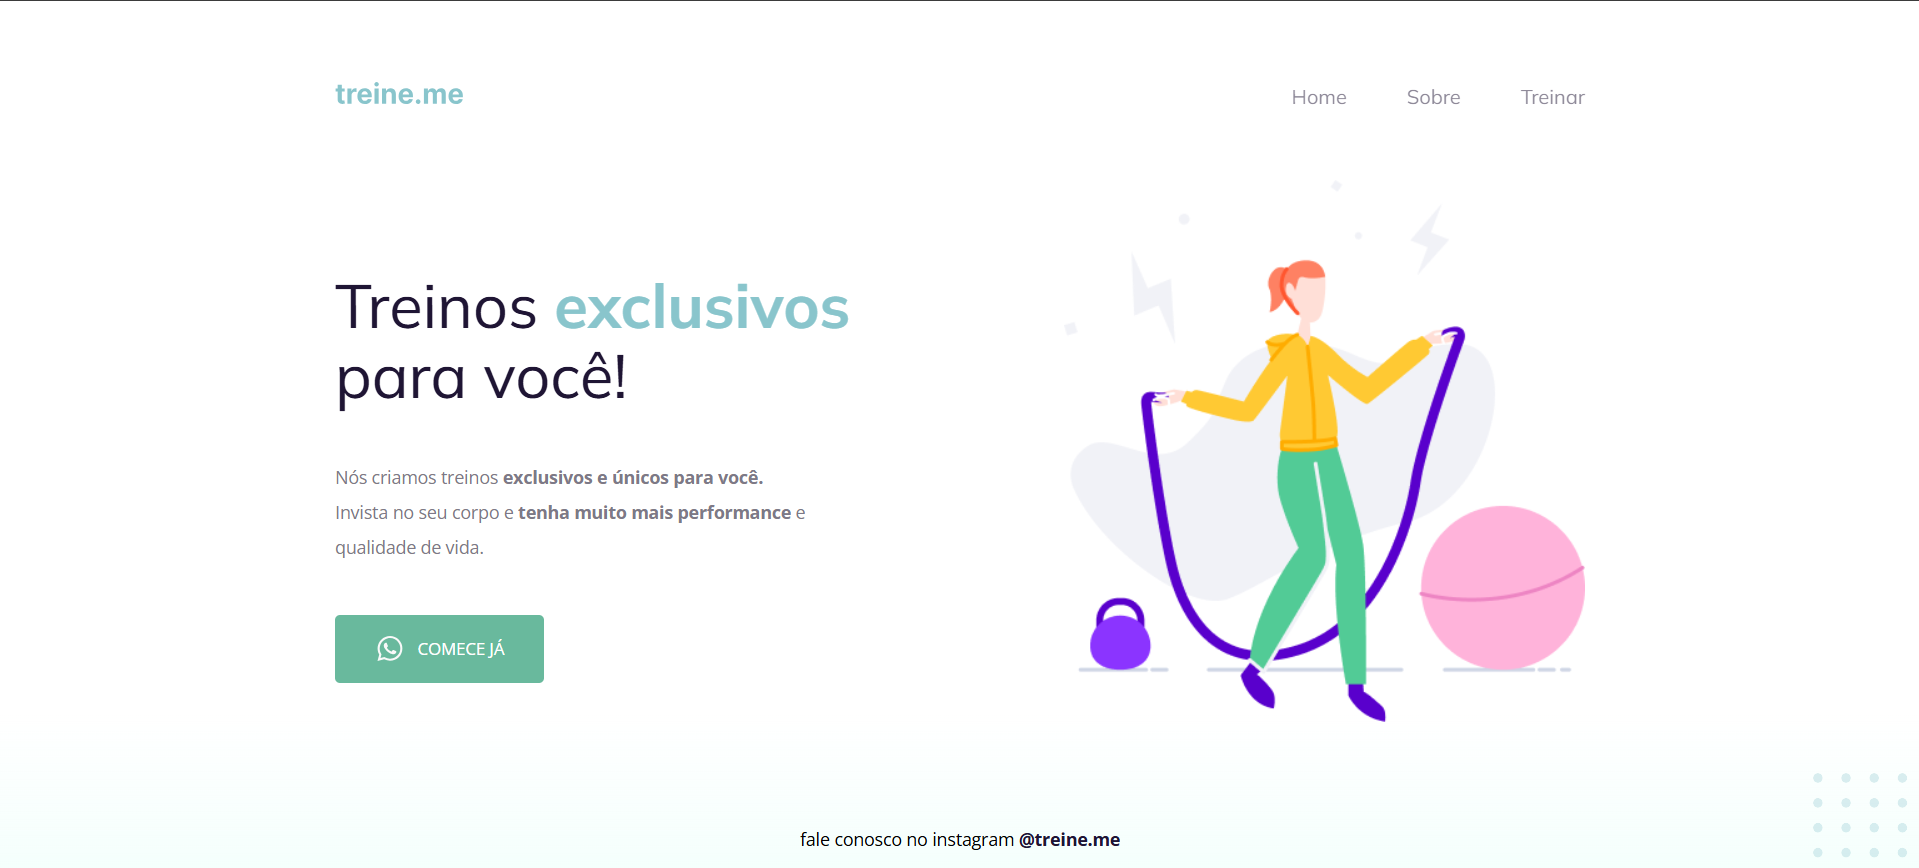 treine.me
Home
Sobre
Treinar
Treinos exclusivos
para você!
Nós criamos treinos exclusivos e únicos para você.
Invista no seu corpo e tenha muito mais performance e
qualidade de vida.
COMECE JÁ
fale conosco no instagram @treine.me